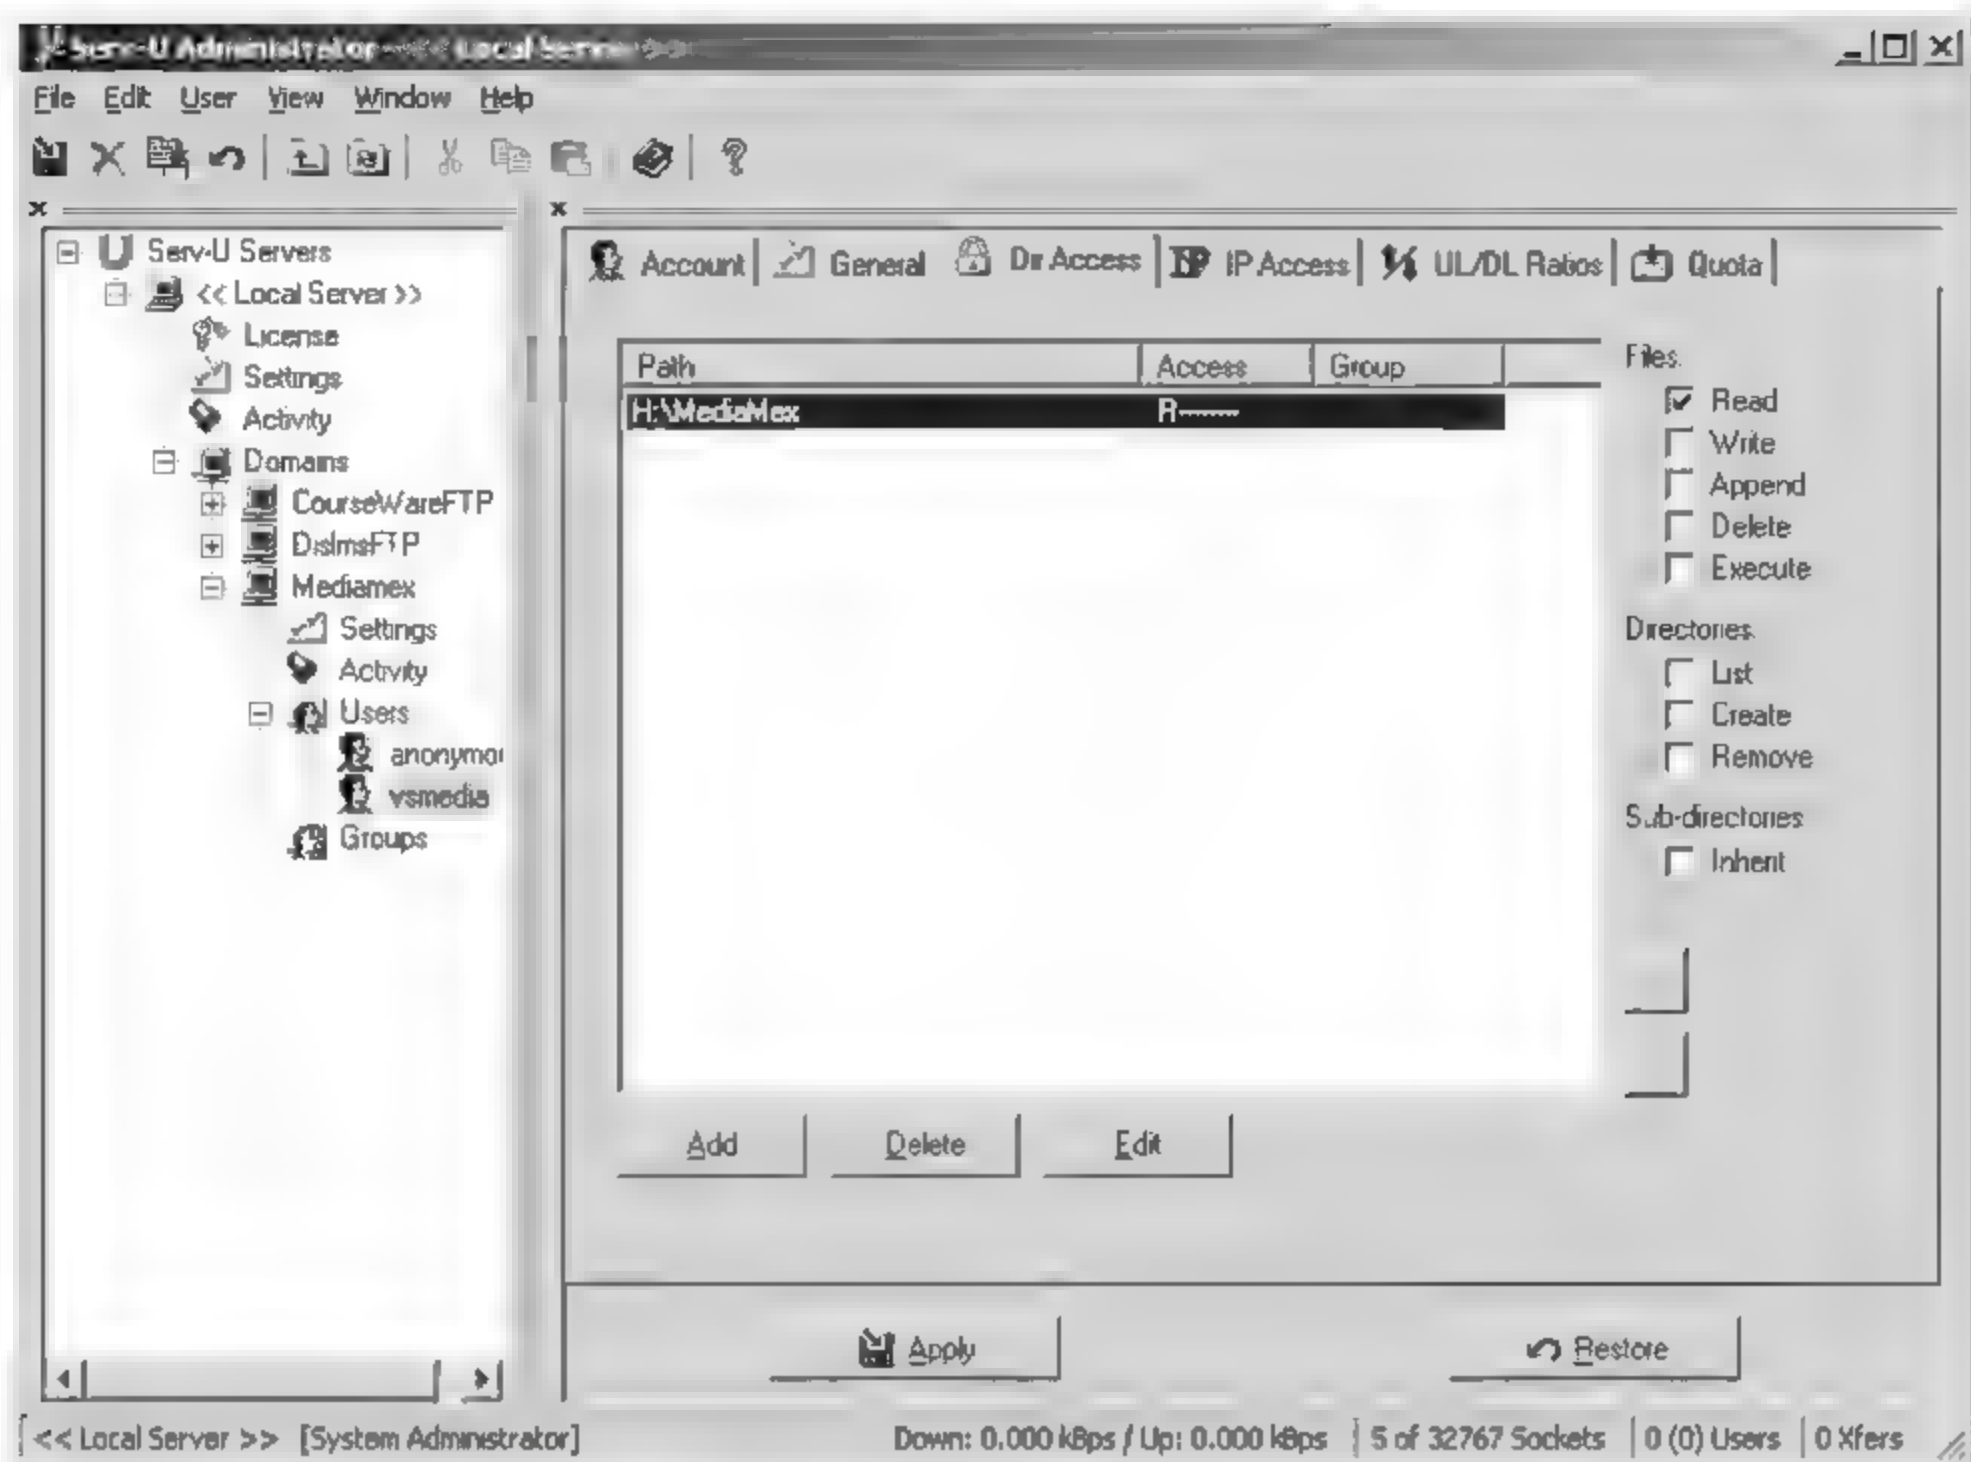 Serv-U Administrator
File Edit User View Window Help
Serv-U Servers
<< Local Server >>
License
Settings
Activity
Domains
CourseWareFTP
Mediamex
Settings
Activity
Users
anonymo
vsmedia
Groups
Account General Dir Access IP Access UL/DL Ratios Quota
Path Access Group
H:\MediaMex R-------
Files
Read
Write
Append
Delete
Execute
Directories
List
Create
Remove
Sub-directories
Inherit
Add Delete Edit
Apply Restore
<< Local Server >> [System Administrator] Down: 0.000 kBps / Up: 0.000 kBps 5 of 32767 Sockets 0 (0) Users 0 Xfers